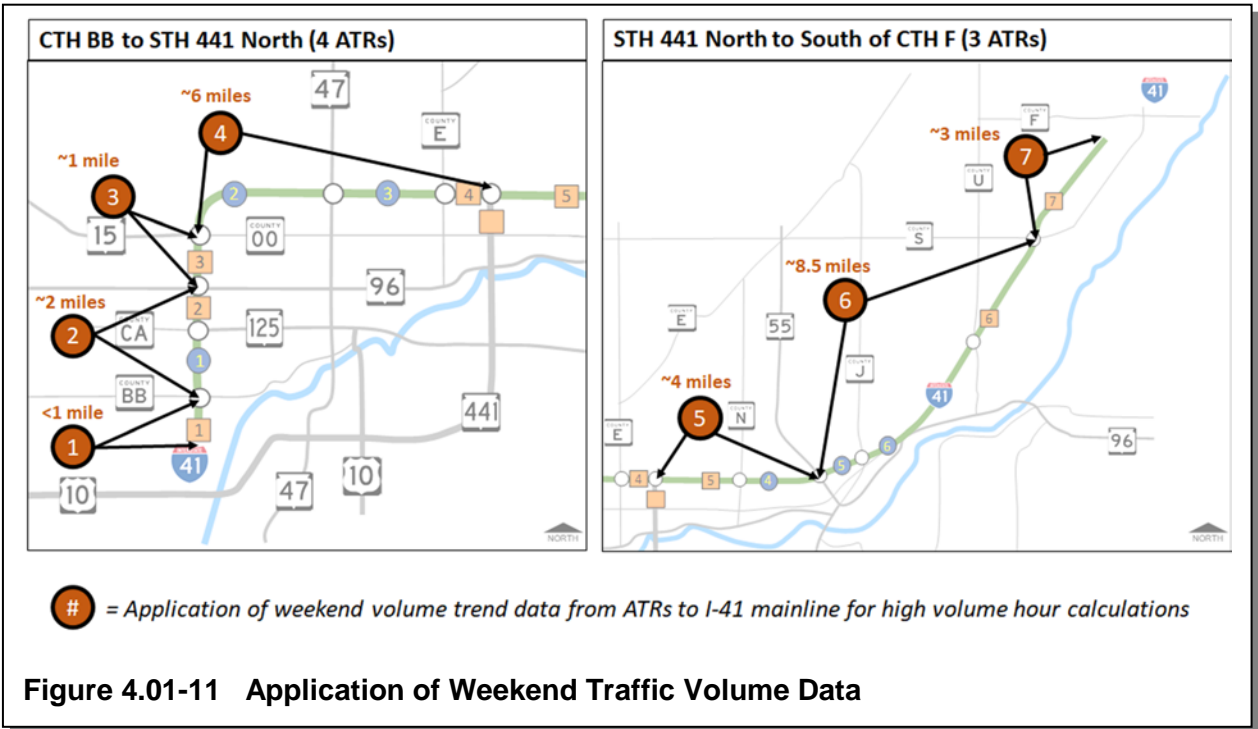 CTH BB to STH 441 North (4 ATRs)
~6 miles
47
4
COUNTY
E
~1 mile
3
2
3
4
5
15
COUNTY
00
3
96
~2 miles
2
2
COUNTY
CA
125
1
COUNTY
BB
<1 mile
1
1
441
41
10
47
10
NORTH
STH 441 North to South of CTH F (3 ATRs)
41
COUNTY
F
~3 miles
7
COUNTY
U
7
COUNTY
S
~8.5 miles
6
COUNTY
E
55
6
COUNTY
J
~4 miles
41
5
COUNTY
N
COUNTY
E
96
6
5
4
5
4
NORTH
# = Application of weekend volume trend data from ATRs to I-41 mainline for high volume hour calculations
Figure 4.01-11 Application of Weekend Traffic Volume Data